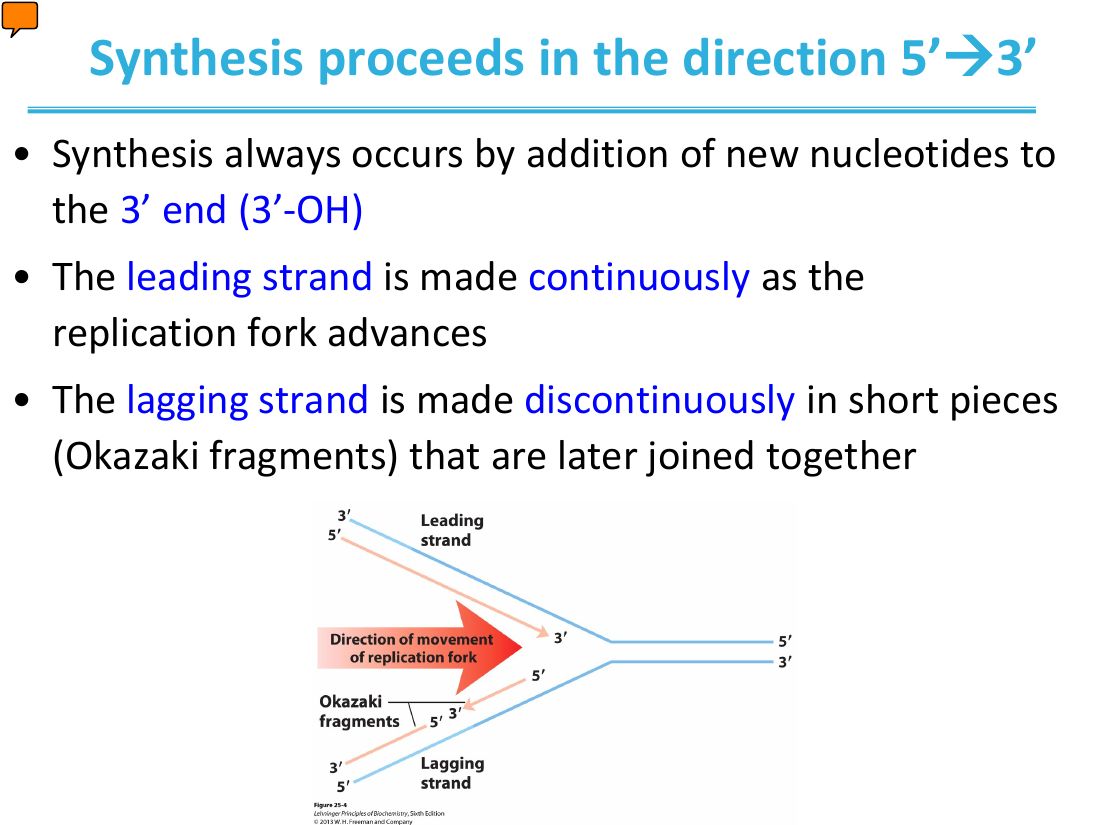 Synthesis proceeds in the direction 5’→3’
• Synthesis always occurs by addition of new nucleotides to
the 3’ end (3’-OH)
• The leading strand is made continuously as the
replication fork advances
• The lagging strand is made discontinuously in short pieces
(Okazaki fragments) that are later joined together
3′
5′
Leading
strand
Direction of movement
of replication fork
3′
5′
3′
5′
Okazaki
fragments
5′ 3′
3′
5′
Lagging
strand
Figure 25-4
Lehninger Principles of Biochemistry, Sixth Edition
© 2013 W. H. Freeman and Company